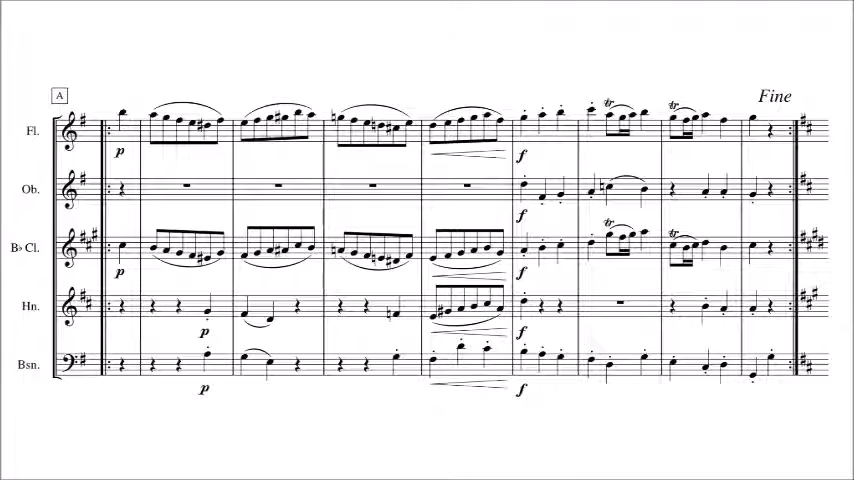 A
Fine
tr tr
Fl.
p f
Ob.
f
tr tr
B♭ Cl.
p f
Hn.
p f
Bsn.
p f